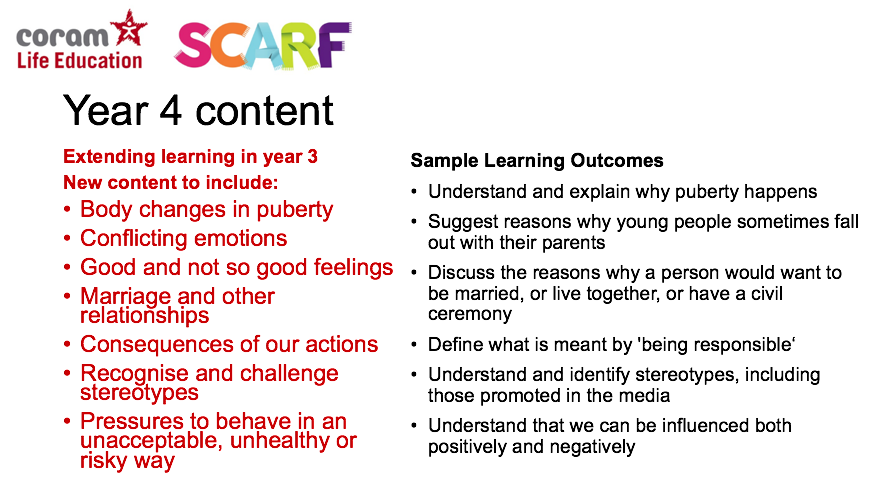 coram
Life Education
SCARF
Year 4 content
Extending learning in year 3
New content to include:
• Body changes in puberty
• Conflicting emotions
• Good and not so good feelings
• Marriage and other
relationships
• Consequences of our actions
• Recognise and challenge
stereotypes
• Pressures to behave in an
unacceptable, unhealthy or
risky way
Sample Learning Outcomes
• Understand and explain why puberty happens
• Suggest reasons why young people sometimes fall
out with their parents
• Discuss the reasons why a person would want to
be married, or live together, or have a civil
ceremony
• Define what is meant by 'being responsible‘
• Understand and identify stereotypes, including
those promoted in the media
• Understand that we can be influenced both
positively and negatively